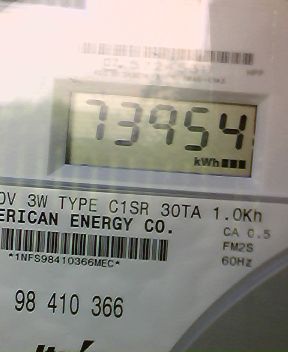 73954
kWh
0V 3W TYPE C1SR 30TA 1.0Kh
ERICAN ENERGY CO.
CA 0.5
FM2S
*1NFS98410366MEC*
60Hz
98 410 366